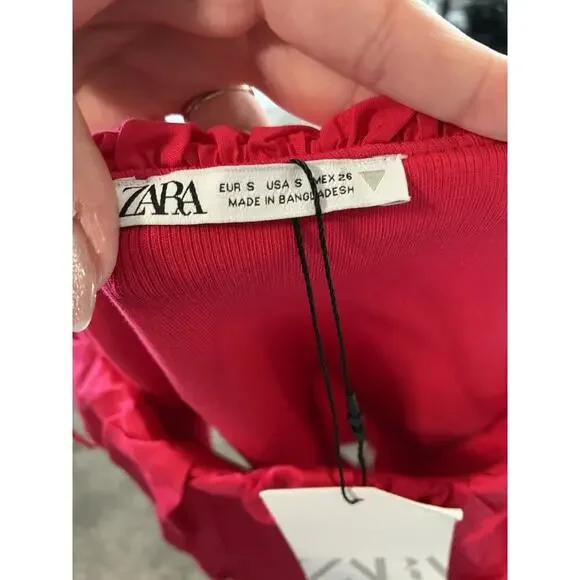 ZARA
EUR S USA S MEX 26
MADE IN BANGLADESH